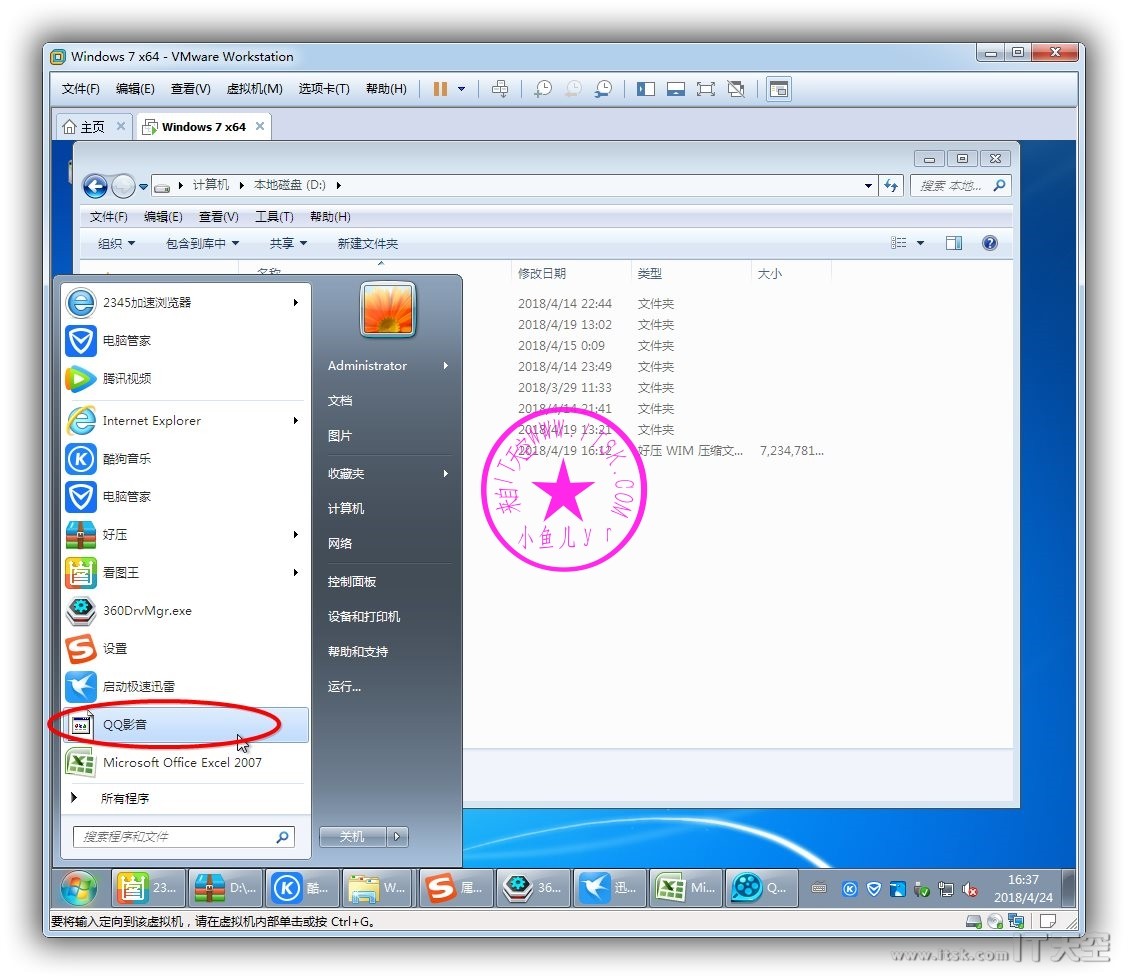 Windows 7 x64 - VMware Workstation
文件(F) 编辑(E) 查看(V) 虚拟机(M) 选项卡(T) 帮助(H)
主页 Windows 7 x64
计算机 本地磁盘 (D:) 搜索 本地...
文件(F) 编辑(E) 查看(V) 工具(T) 帮助(H)
组织 包含到库中 共享 新建文件夹
名称 修改日期 类型 大小
2018/4/14 22:44 文件夹
2018/4/19 13:02 文件夹
2018/4/15 0:09 文件夹
2018/4/14 23:49 文件夹
2018/3/29 11:33 文件夹
2018/4/14 21:41 文件夹
2018/4/19 13:21 文件夹
2018/4/19 16:12 好压 WIM 压缩文... 7,234,781...
来自IT天空WWW.ITSK.COM
小鱼儿yr
2345加速浏览器
电脑管家
腾讯视频
Internet Explorer
酷狗音乐
电脑管家
好压
看图王
360DrvMgr.exe
设置
启动极速迅雷
QQ影音
Microsoft Office Excel 2007
所有程序
搜索程序和文件
Administrator
文档
图片
收藏夹
计算机
网络
控制面板
设备和打印机
帮助和支持
运行...
关机
23... D:\... 酷... W... 属... 36... 迅... Mi... Q...
16:37
2018/4/24
要将输入定向到该虚拟机，请在虚拟机内部单击或按 Ctrl+G。
www.itsk.com IT天空